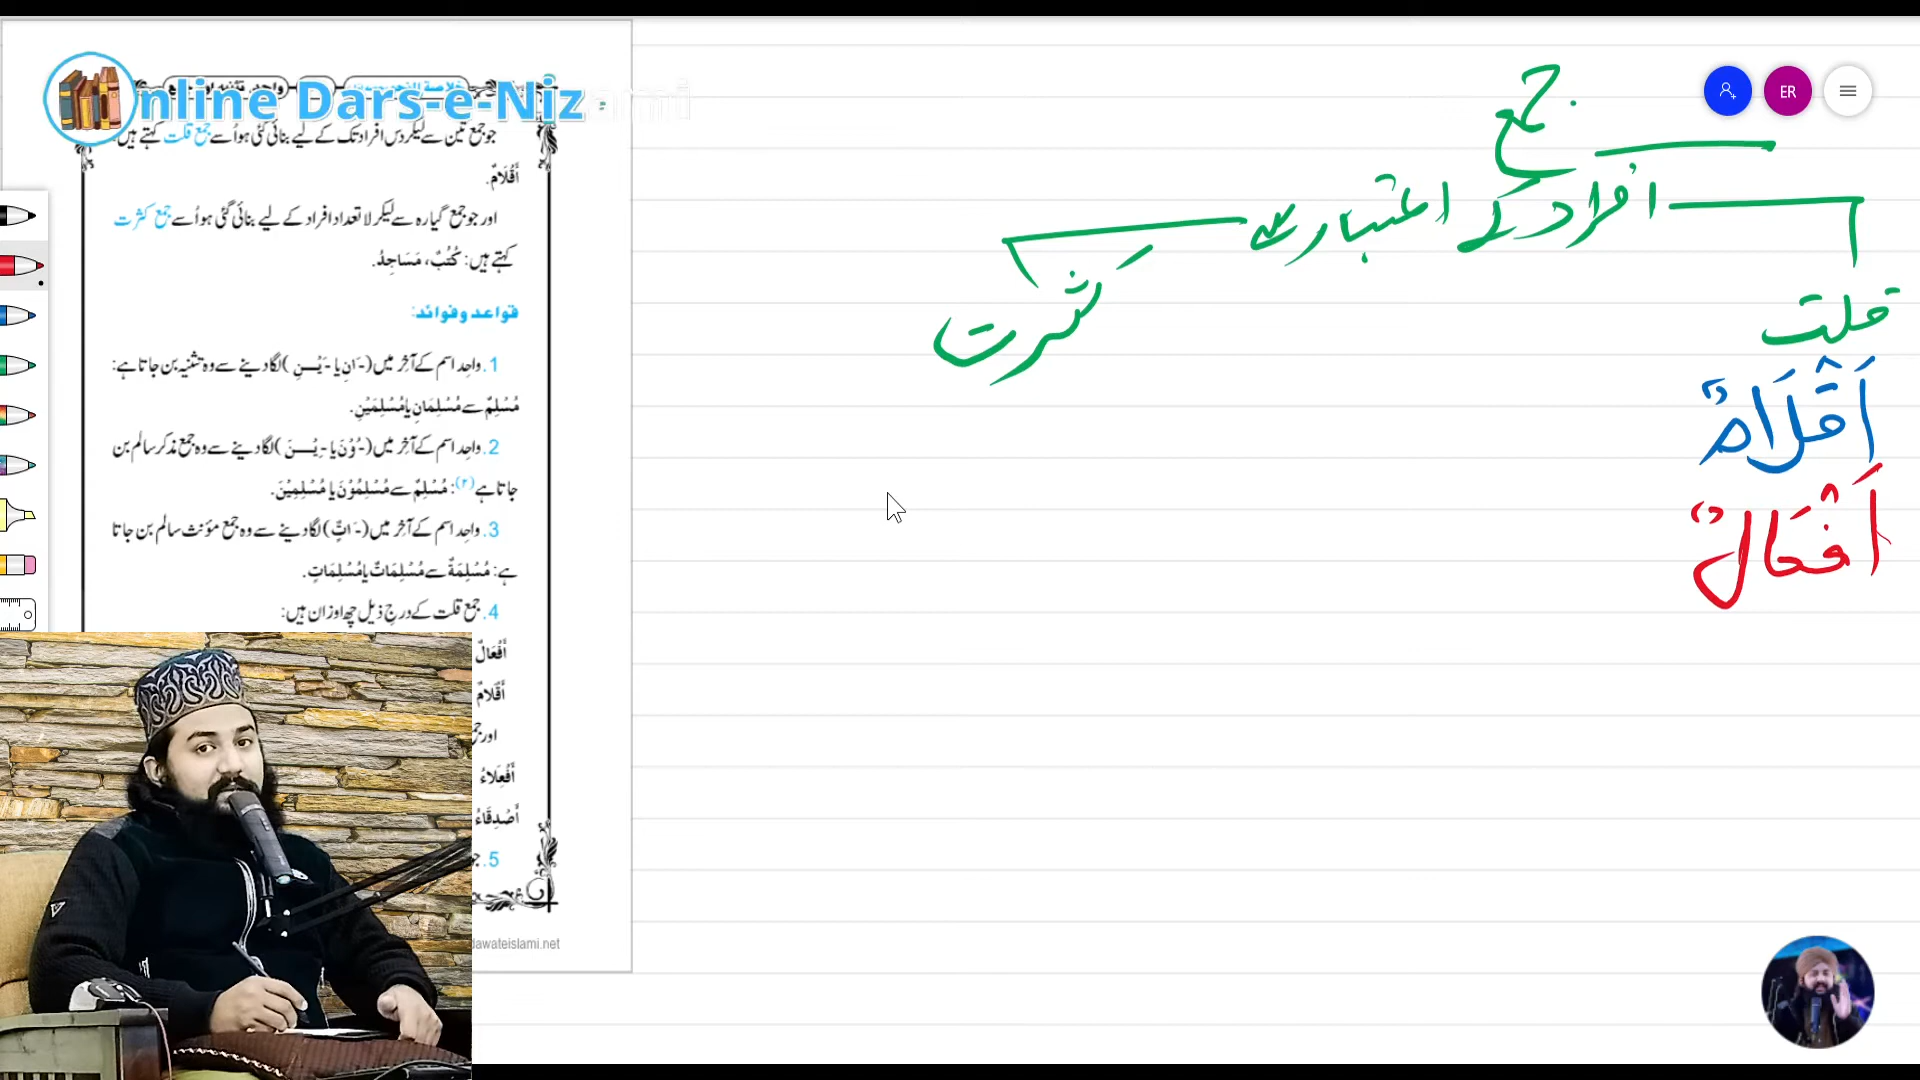 Online Dars-e-Niz
جو جمع تین سے لیکر دس افراد تک کے لیے بنائی گئی ہو اُسے جمع قلت کہتے ہیں:
أَقْلَامٌ.
اور جو جمع گیارہ سے لیکر لا تعداد افراد کے لیے بنائی گئی ہو اُسے جمع کثرت
کہتے ہیں: كُتُبٌ، مَسَاجِدُ.
قواعد وفوائد:
1. واحد اسم کے آخر میں (ـَ انِ یا ـَ يْنِ) لگا دینے سے وہ تثنیہ بن جاتا ہے:
مُسْلِمٌ سے مُسْلِمَانِ یا مُسْلِمَيْنِ.
2. واحد اسم کے آخر میں (ـُ وْنَ یا ـِ يْنَ) لگا دینے سے وہ جمع مذکر سالم بن
جاتا ہے(۲): مُسْلِمٌ سے مُسْلِمُوْنَ یا مُسْلِمِيْنَ.
3. واحد اسم کے آخر میں (ـَ اتٌ) لگا دینے سے وہ جمع مؤنث سالم بن جاتا
ہے: مُسْلِمَةٌ سے مُسْلِمَاتٌ یا مُسْلِمَاتٍ.
4. جمع قلت کے درج ذیل چھ اوزان ہیں:
أَفْعَالٌ
أَقْلَامٌ
أَفْعِلَاءُ
أَصْدِقَاءُ
5.
dawateislami.net
جمع
افراد کے اعتبار سے
قلت
کثرت
اَقْلَامٌ
اَفْعَالٌ
ER